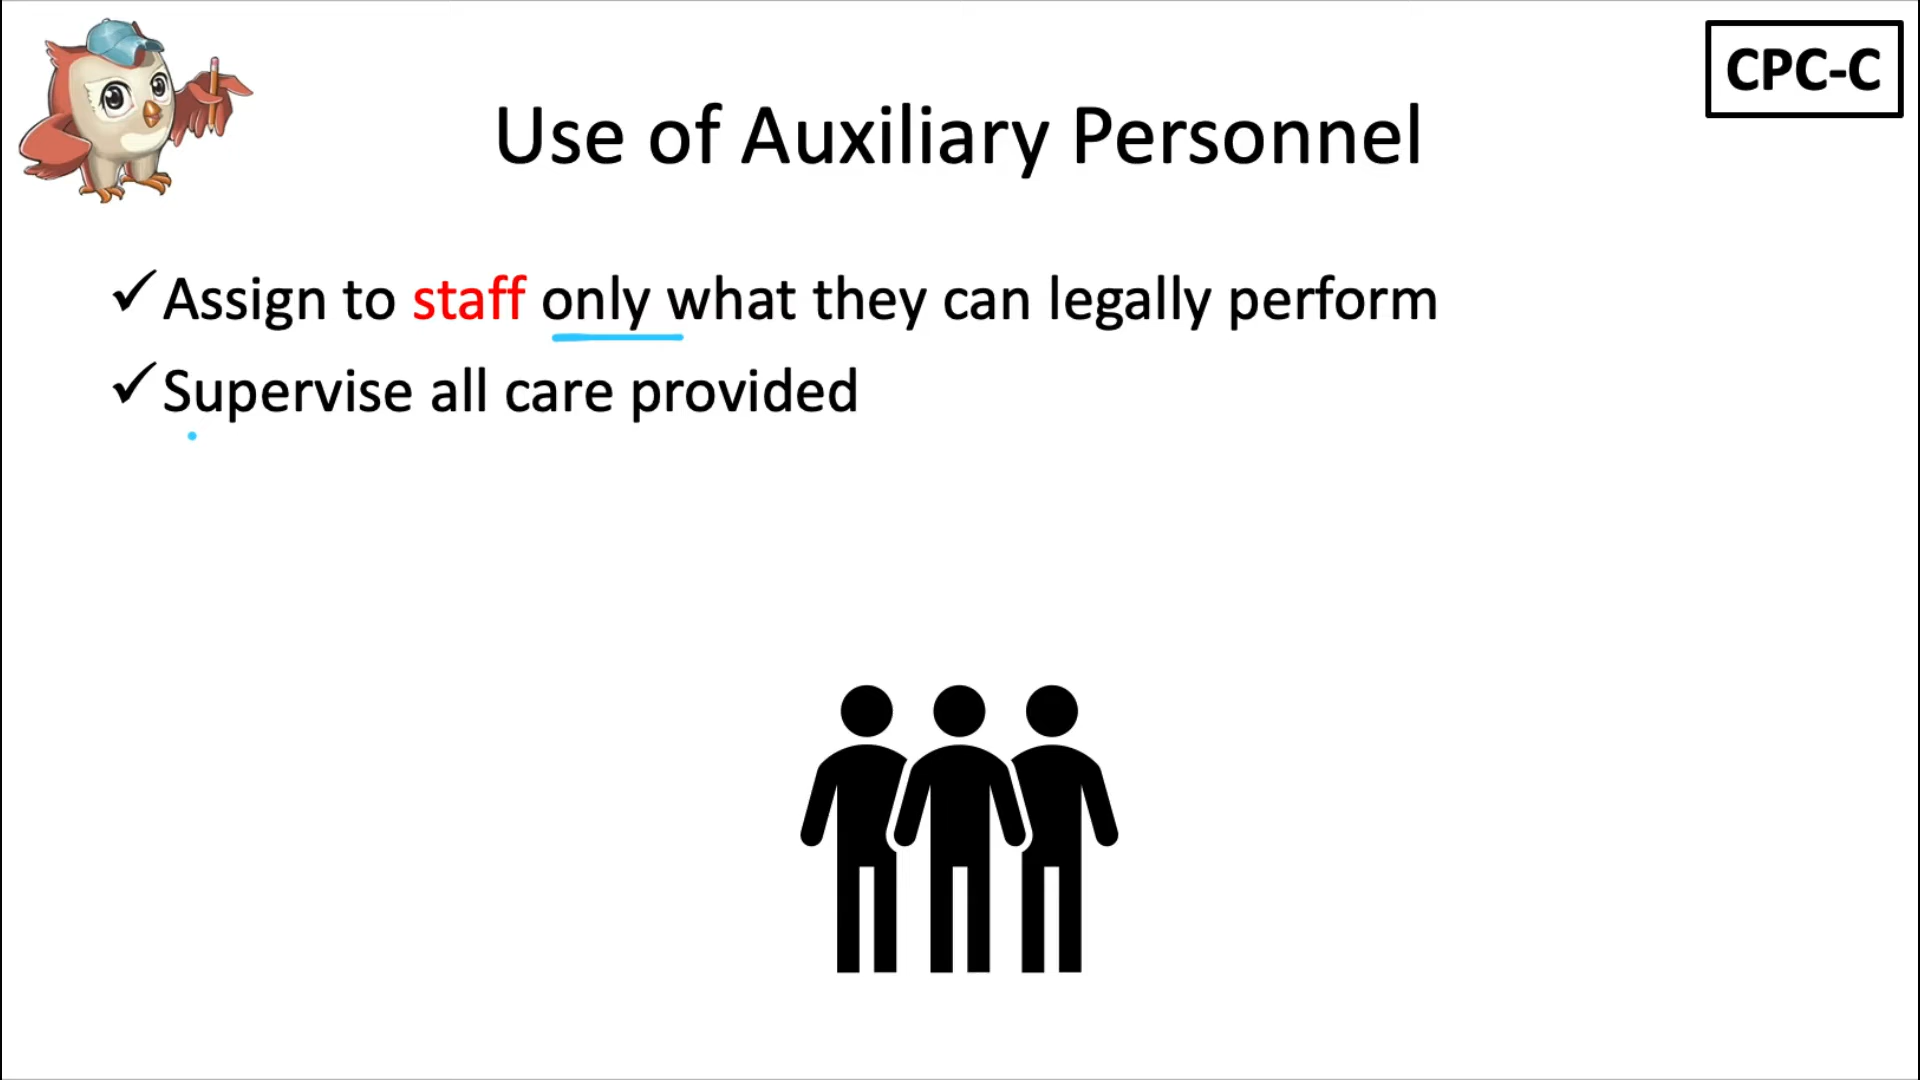 CPC-C
Use of Auxiliary Personnel
✓Assign to staff only what they can legally perform
✓Supervise all care provided